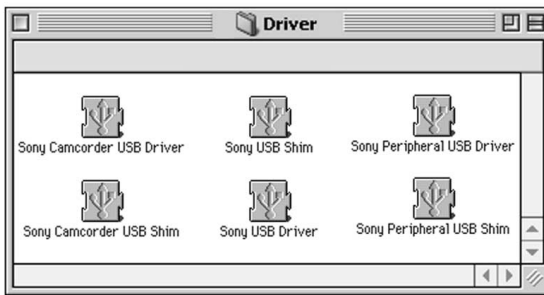 Driver
Sony Camcorder USB Driver
Sony USB Shim
Sony Peripheral USB Driver
Sony Camcorder USB Shim
Sony USB Driver
Sony Peripheral USB Shim